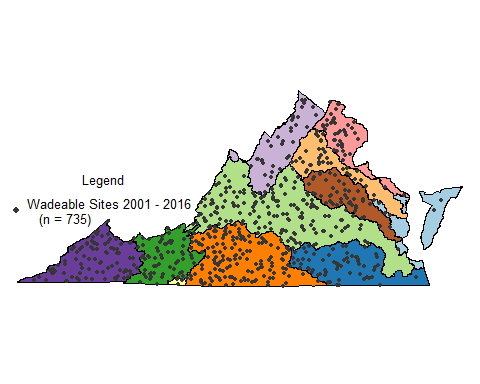 Legend
Wadeable Sites 2001 - 2016
(n = 735)